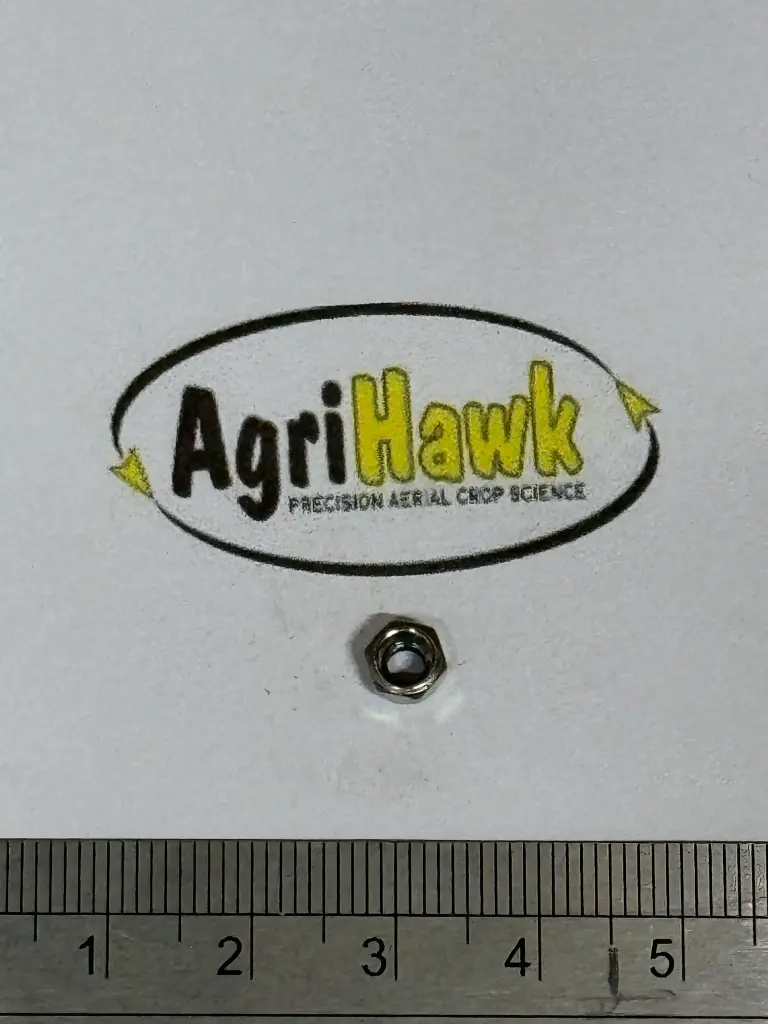 AgriHawk
PRECISION AERIAL CROP SCIENCE
1 2 3 4 5